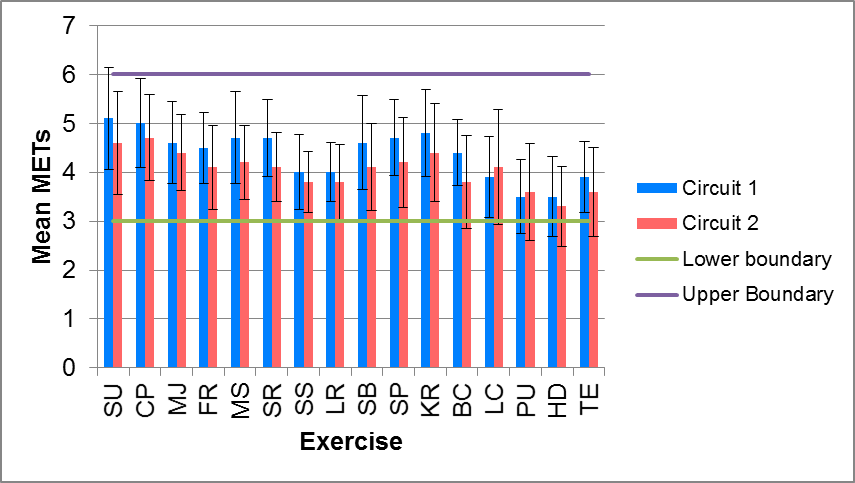 7
6
5
4
3
2
1
0
Mean METs
SU CP MJ FR MS SR SS LR SB SP KR BC LC PU HD TE
Exercise
Circuit 1
Circuit 2
Lower boundary
Upper Boundary